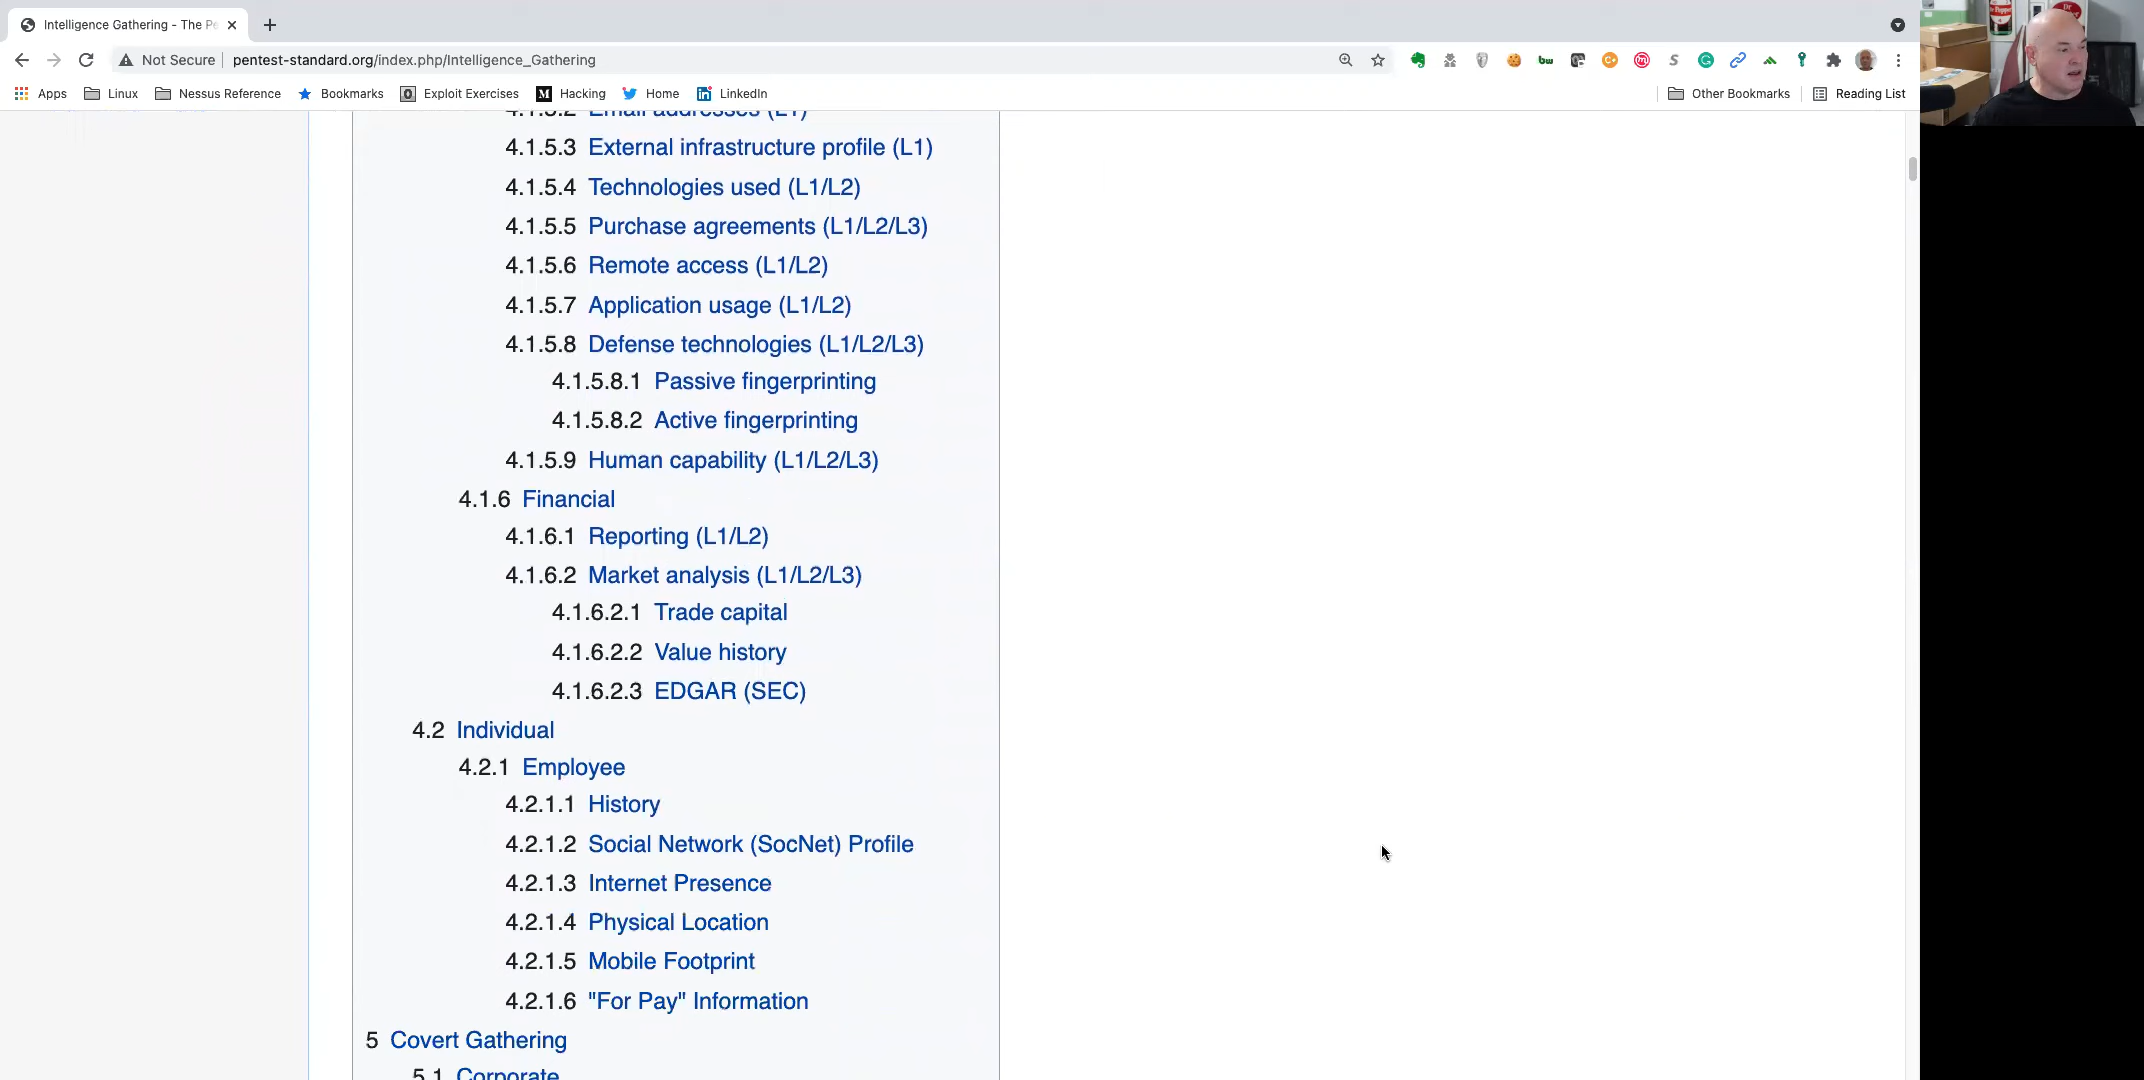 Intelligence Gathering - The Pe
Not Secure
pentest-standard.org/index.php/Intelligence_Gathering
Apps
Linux
Nessus Reference
Bookmarks
Exploit Exercises
Hacking
Home
LinkedIn
Other Bookmarks
Reading List
4.1.5.2 Email addresses (L1)
4.1.5.3 External infrastructure profile (L1)
4.1.5.4 Technologies used (L1/L2)
4.1.5.5 Purchase agreements (L1/L2/L3)
4.1.5.6 Remote access (L1/L2)
4.1.5.7 Application usage (L1/L2)
4.1.5.8 Defense technologies (L1/L2/L3)
4.1.5.8.1 Passive fingerprinting
4.1.5.8.2 Active fingerprinting
4.1.5.9 Human capability (L1/L2/L3)
4.1.6 Financial
4.1.6.1 Reporting (L1/L2)
4.1.6.2 Market analysis (L1/L2/L3)
4.1.6.2.1 Trade capital
4.1.6.2.2 Value history
4.1.6.2.3 EDGAR (SEC)
4.2 Individual
4.2.1 Employee
4.2.1.1 History
4.2.1.2 Social Network (SocNet) Profile
4.2.1.3 Internet Presence
4.2.1.4 Physical Location
4.2.1.5 Mobile Footprint
4.2.1.6 "For Pay" Information
5 Covert Gathering
5.1 Corporate